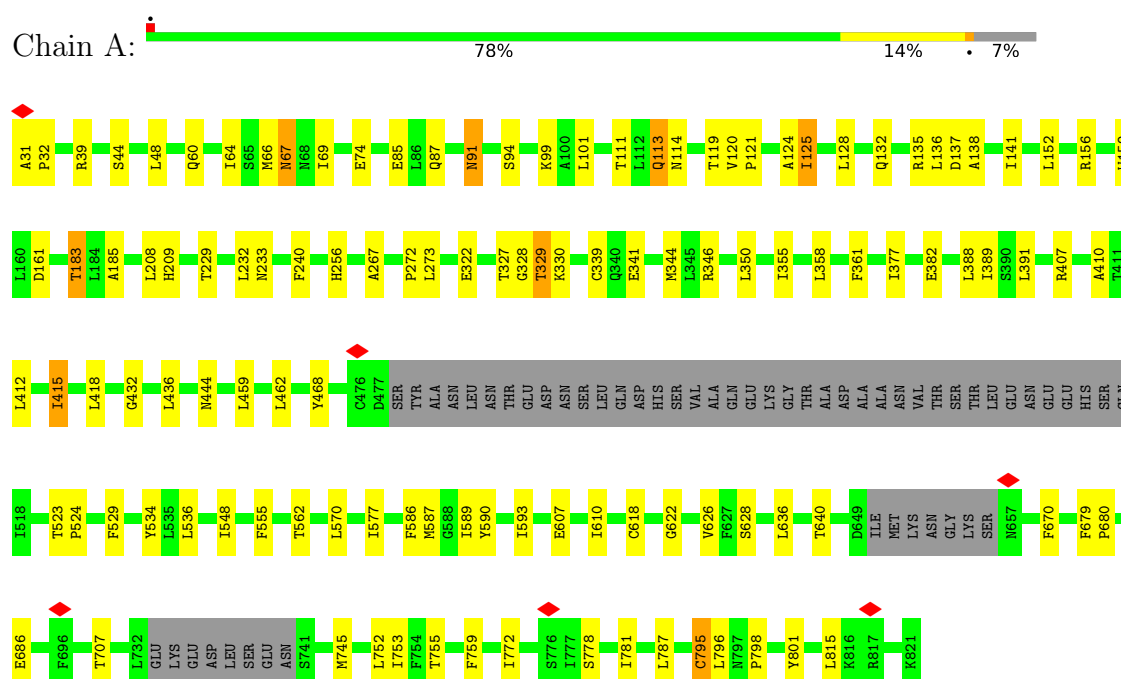 Chain A:
78% 14% • 7%
A31 P32 R39 S44 L48 Q60 I64 S65 M66 N67 N68 I69 E74 E85 L86 Q87 N91 S94 K99 A100 L101 T111 L112 Q113 N114 T119 V120 P121 A124 I125 L128 Q132 R135 L136 D137 A138 I141 L152 R156
L160 D161 T183 L184 A185 L208 H209 T229 L232 N233 F240 H256 A267 P272 L273 E322 T327 G328 T329 K330 C339 Q340 E341 M344 L345 R346 L350 I355 L358 F361 I377 E382 L388 I389 S390 L391 R407 A410 T411
L412 I415 L418 G432 L436 N444 L459 L462 Y468 C476 D477 SER TYR ALA ASN LEU ASN THR GLU ASP ASN SER LEU GLN ASP HIS SER VAL ALA GLN GLU LYS GLY THR ALA ASP ALA ALA ASN VAL THR SER THR LEU GLU ASN GLU GLU HIS SER
I518 T523 P524 F529 Y534 L535 L536 I548 F555 T562 L570 I577 F586 M587 G588 I589 Y590 I593 E607 I610 C618 G622 V626 F627 S628 L636 T640 D649 ILE MET LYS ASN GLY LYS SER N657 F670 F679 P680
E686 F696 T707 L732 GLU LYS GLU ASP LEU SER GLU ASN S741 M745 L752 I753 F754 T755 F759 I772 S776 I777 S778 I781 L787 C795 L796 N797 P798 Y801 L815 K816 R817 K821